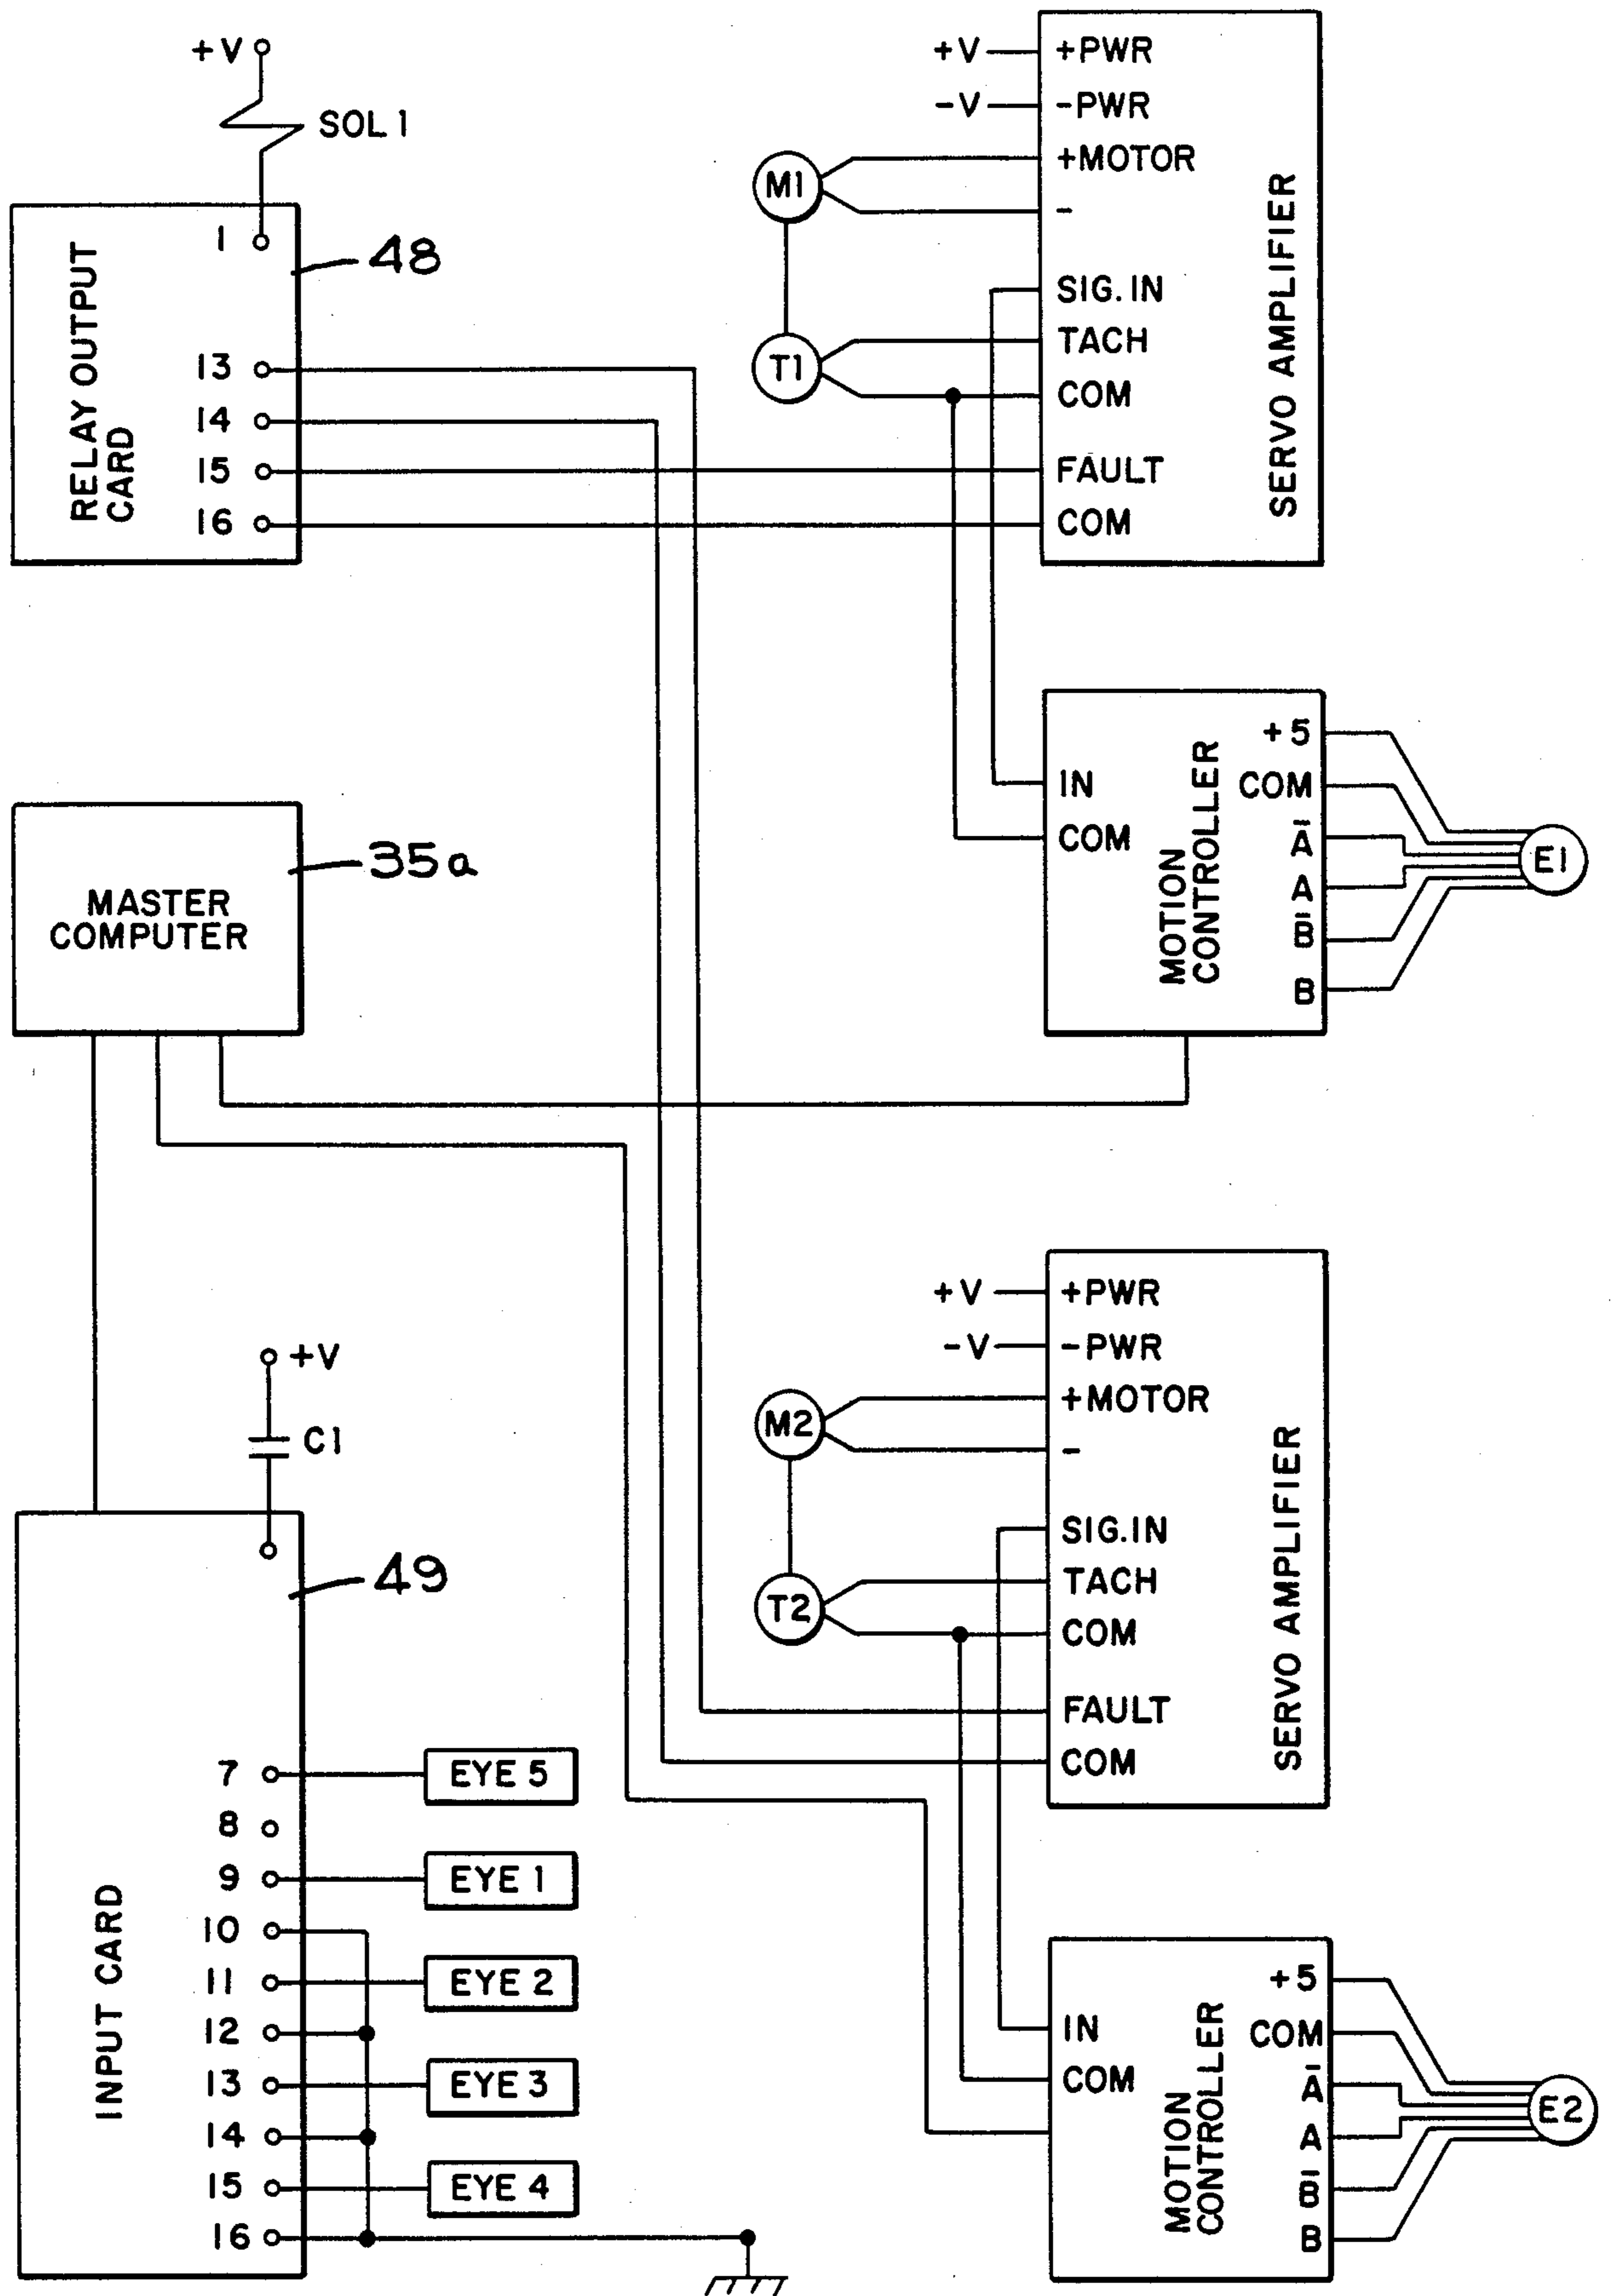 +V
SOL 1
1
48
13
14
15
16
RELAY OUTPUT
CARD
+V
-V
+PWR
-PWR
+MOTOR
-
SIG. IN
TACH
COM
FAULT
COM
SERVO AMPLIFIER
M1
T1
MASTER
COMPUTER
35a
IN
COM
MOTION
CONTROLLER
+5
COM
Ā
A
B̄
B
E1
+V
C1
49
7
8
9
10
11
12
13
14
15
16
INPUT CARD
EYE 5
EYE 1
EYE 2
EYE 3
EYE 4
+V
-V
+PWR
-PWR
+MOTOR
-
SIG.IN
TACH
COM
FAULT
COM
SERVO AMPLIFIER
M2
T2
IN
COM
MOTION
CONTROLLER
+5
COM
Ā
A
B̄
B
E2